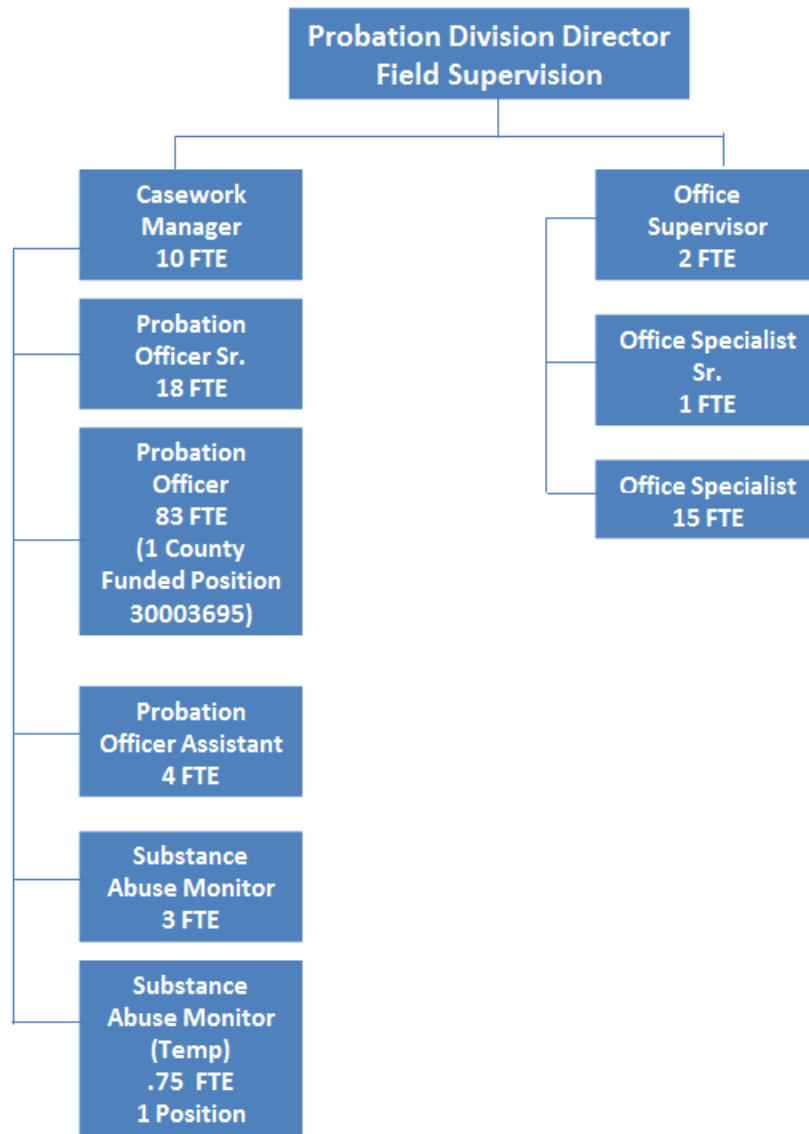 Probation Division Director
Field Supervision
Casework
Manager
10 FTE
Probation
Officer Sr.
18 FTE
Probation
Officer
83 FTE
(1 County
Funded Position
30003695)
Probation
Officer Assistant
4 FTE
Substance
Abuse Monitor
3 FTE
Substance
Abuse Monitor
(Temp)
.75 FTE
1 Position
Office
Supervisor
2 FTE
Office Specialist
Sr.
1 FTE
Office Specialist
15 FTE